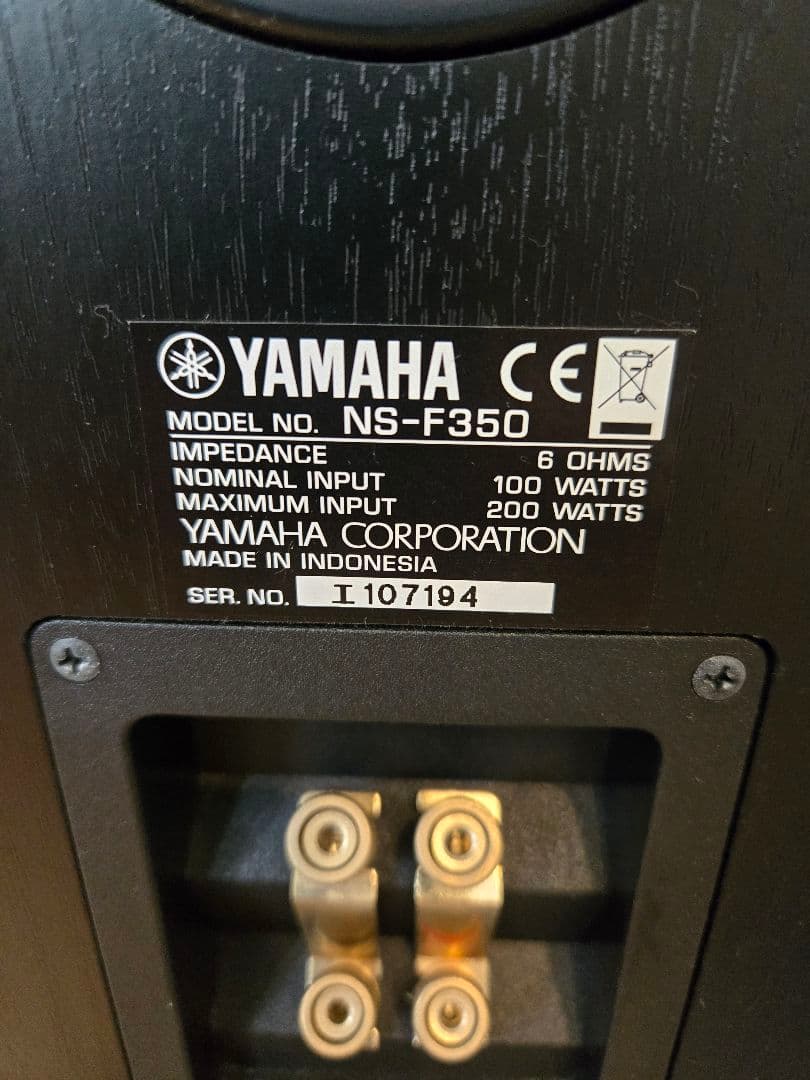 YAMAHA CE
MODEL NO. NS-F350
IMPEDANCE 6 OHMS
NOMINAL INPUT 100 WATTS
MAXIMUM INPUT 200 WATTS
YAMAHA CORPORATION
MADE IN INDONESIA
SER. NO. I107194